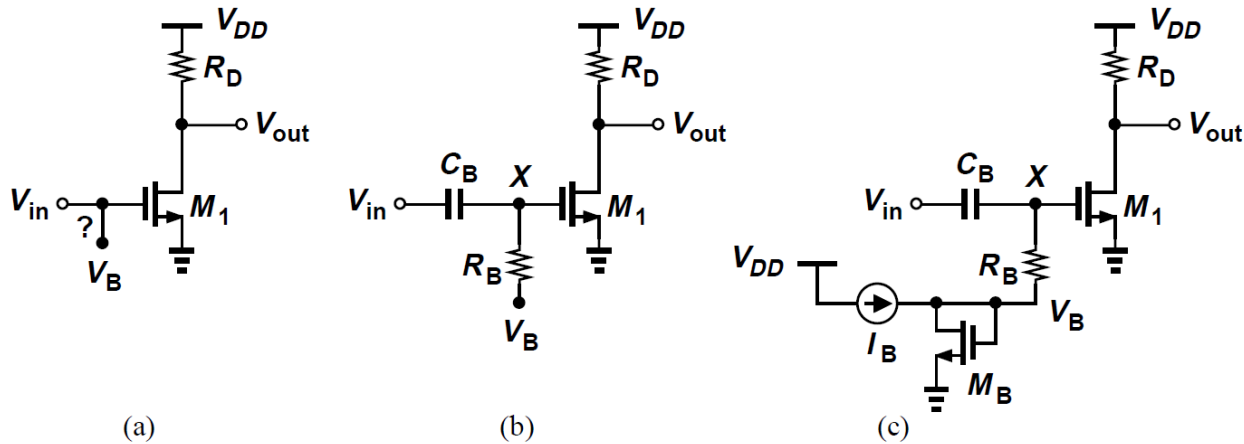 V_DD
R_D
V_out
V_in
M_1
?
V_B
(a)
V_DD
R_D
V_out
C_B
X
V_in
M_1
R_B
V_B
(b)
V_DD
R_D
V_out
C_B
X
V_in
M_1
V_DD
R_B
V_B
I_B
M_B
(c)